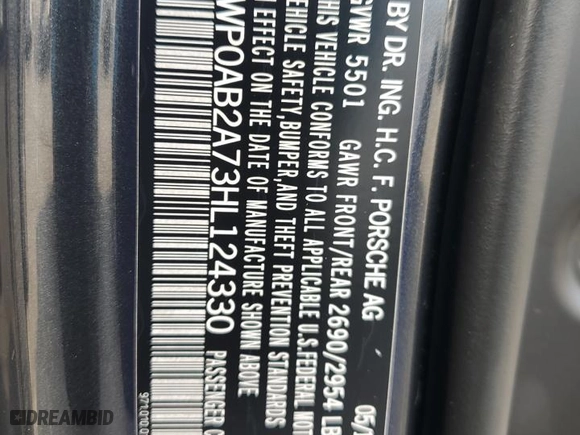 BY DR. ING. H.C. F. PORSCHE AG
GVWR 5501 GAWR FRONT/REAR 2690/2954 LB
THIS VEHICLE CONFORMS TO ALL APPLICABLE U.S. FEDERAL MOT
VEHICLE SAFETY, BUMPER, AND THEFT PREVENTION STANDARDS
EFFECT ON THE DATE OF MANUFACTURE SHOWN ABOVE
WP0AB2A73HL124330 PASSENGER C
DREAMBID